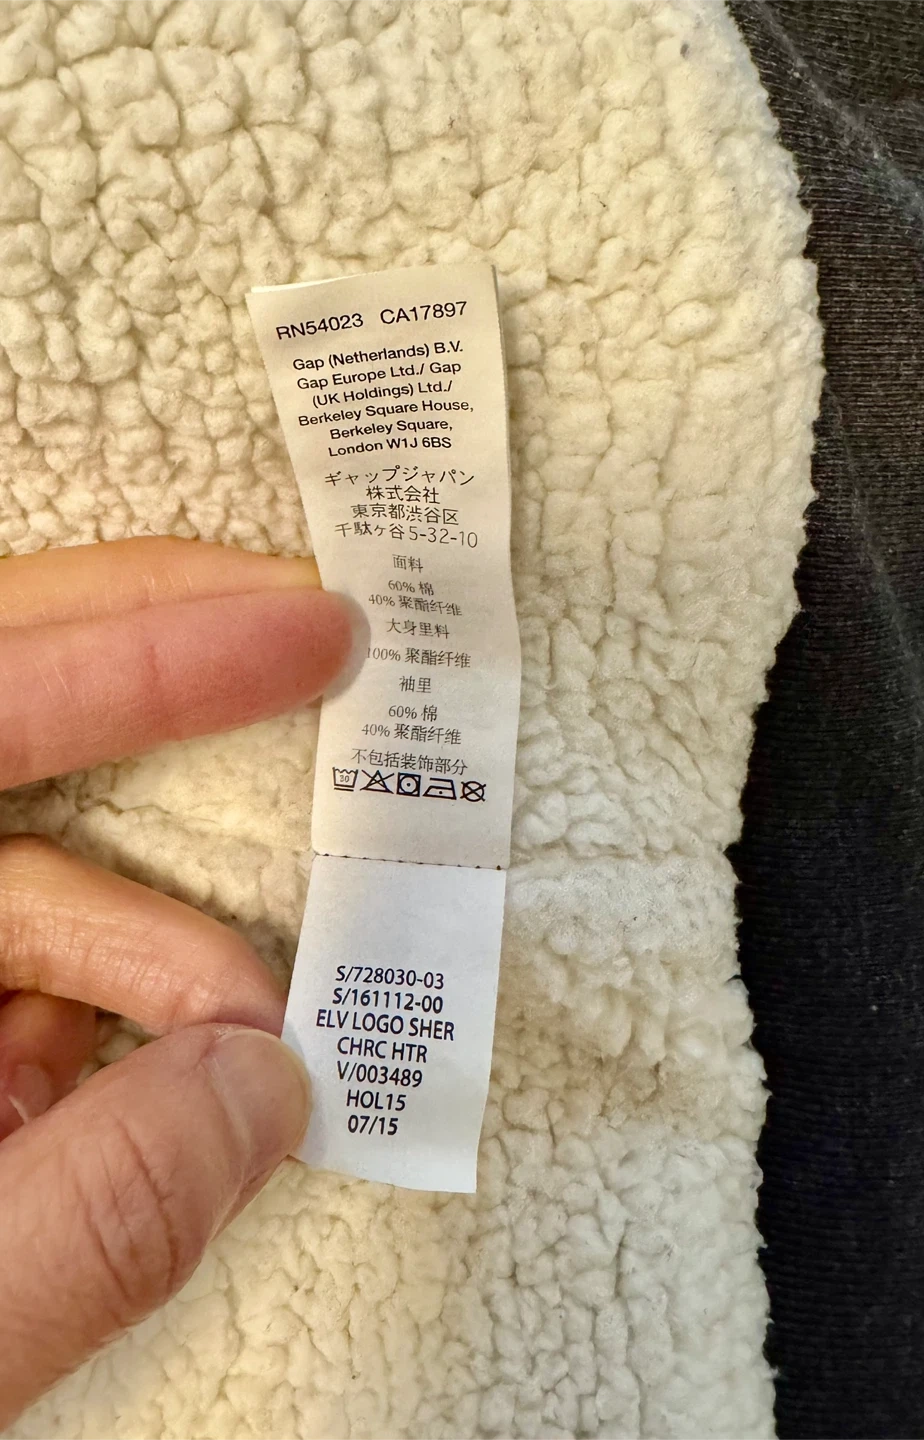 RN54023 CA17897
Gap (Netherlands) B.V.
Gap Europe Ltd./ Gap
(UK Holdings) Ltd./
Berkeley Square House,
Berkeley Square,
London W1J 6BS
ギャップジャパン
株式会社
東京都渋谷区
千駄ヶ谷5-32-10
面料
60% 棉
40% 聚酯纤维
大身里料
100% 聚酯纤维
袖里
60% 棉
40% 聚酯纤维
不包括装饰部分
30
S/728030-03
S/161112-00
ELV LOGO SHER
CHRC HTR
V/003489
HOL15
07/15